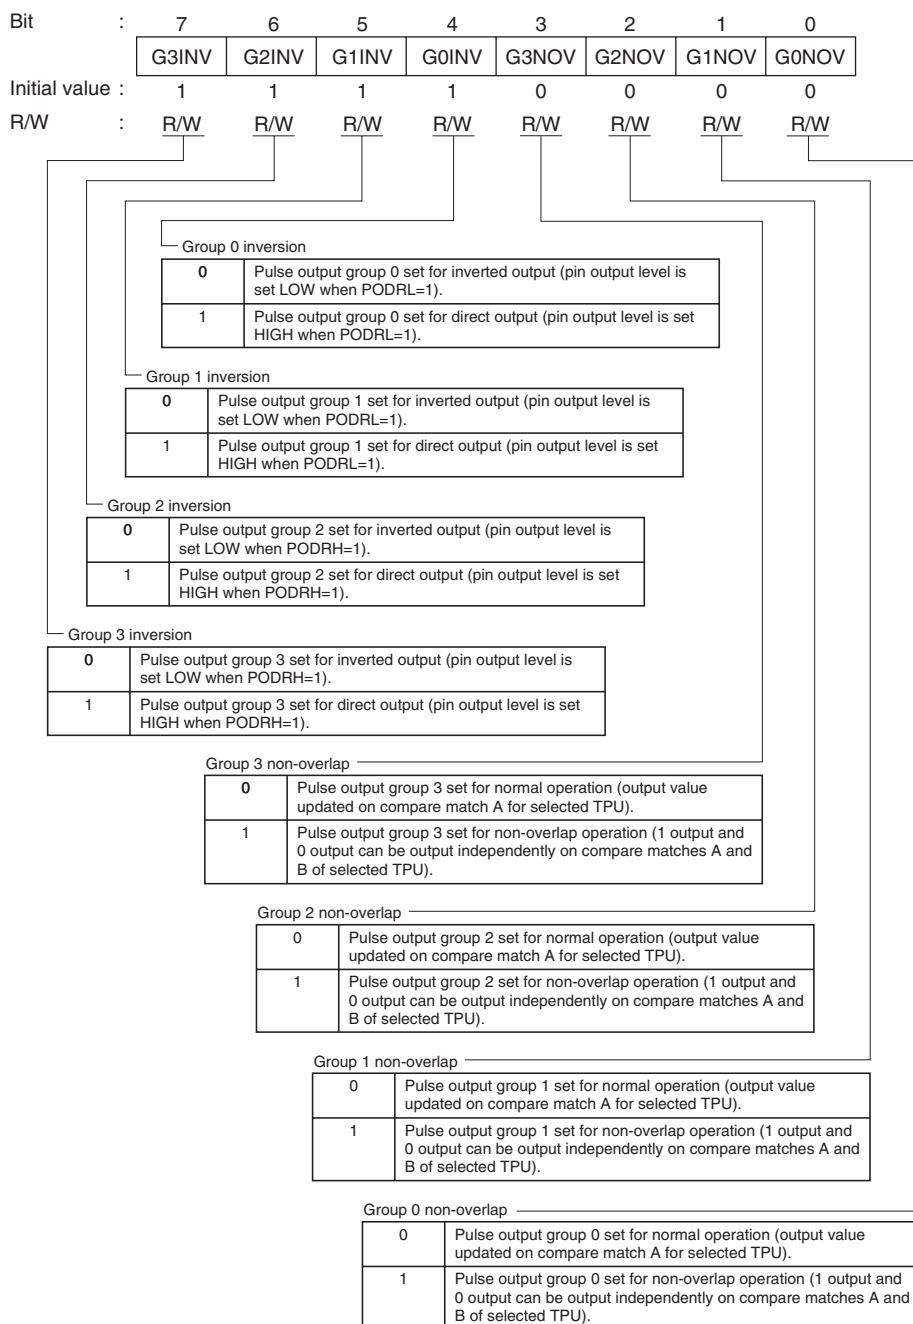 Bit : 7 6 5 4 3 2 1 0
G3INV G2INV G1INV G0INV G3NOV G2NOV G1NOV G0NOV
Initial value : 1 1 1 1 0 0 0 0
R/W : R/W R/W R/W R/W R/W R/W R/W R/W
Group 0 inversion
0 Pulse output group 0 set for inverted output (pin output level is
set LOW when PODRL=1).
1 Pulse output group 0 set for direct output (pin output level is set
HIGH when PODRL=1).
Group 1 inversion
0 Pulse output group 1 set for inverted output (pin output level is
set LOW when PODRL=1).
1 Pulse output group 1 set for direct output (pin output level is set
HIGH when PODRL=1).
Group 2 inversion
0 Pulse output group 2 set for inverted output (pin output level is
set LOW when PODRH=1).
1 Pulse output group 2 set for direct output (pin output level is set
HIGH when PODRH=1).
Group 3 inversion
0 Pulse output group 3 set for inverted output (pin output level is
set LOW when PODRH=1).
1 Pulse output group 3 set for direct output (pin output level is set
HIGH when PODRH=1).
Group 3 non-overlap
0 Pulse output group 3 set for normal operation (output value
updated on compare match A for selected TPU).
1 Pulse output group 3 set for non-overlap operation (1 output and
0 output can be output independently on compare matches A and
B of selected TPU).
Group 2 non-overlap
0 Pulse output group 2 set for normal operation (output value
updated on compare match A for selected TPU).
1 Pulse output group 2 set for non-overlap operation (1 output and
0 output can be output independently on compare matches A and
B of selected TPU).
Group 1 non-overlap
0 Pulse output group 1 set for normal operation (output value
updated on compare match A for selected TPU).
1 Pulse output group 1 set for non-overlap operation (1 output and
0 output can be output independently on compare matches A and
B of selected TPU).
Group 0 non-overlap
0 Pulse output group 0 set for normal operation (output value
updated on compare match A for selected TPU).
1 Pulse output group 0 set for non-overlap operation (1 output and
0 output can be output independently on compare matches A and
B of selected TPU).